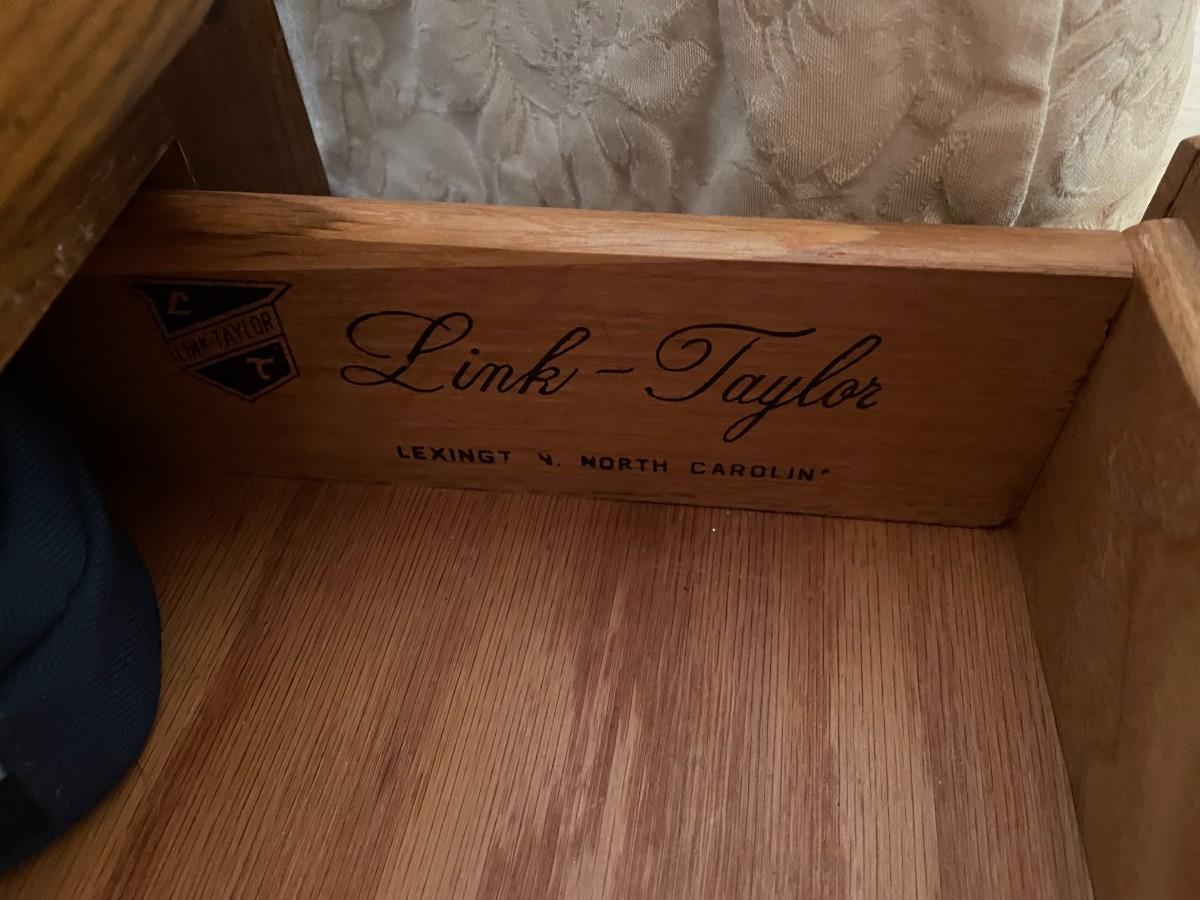 L
LINK-TAYLOR
T
Link-Taylor
LEXINGT N, NORTH CAROLIN